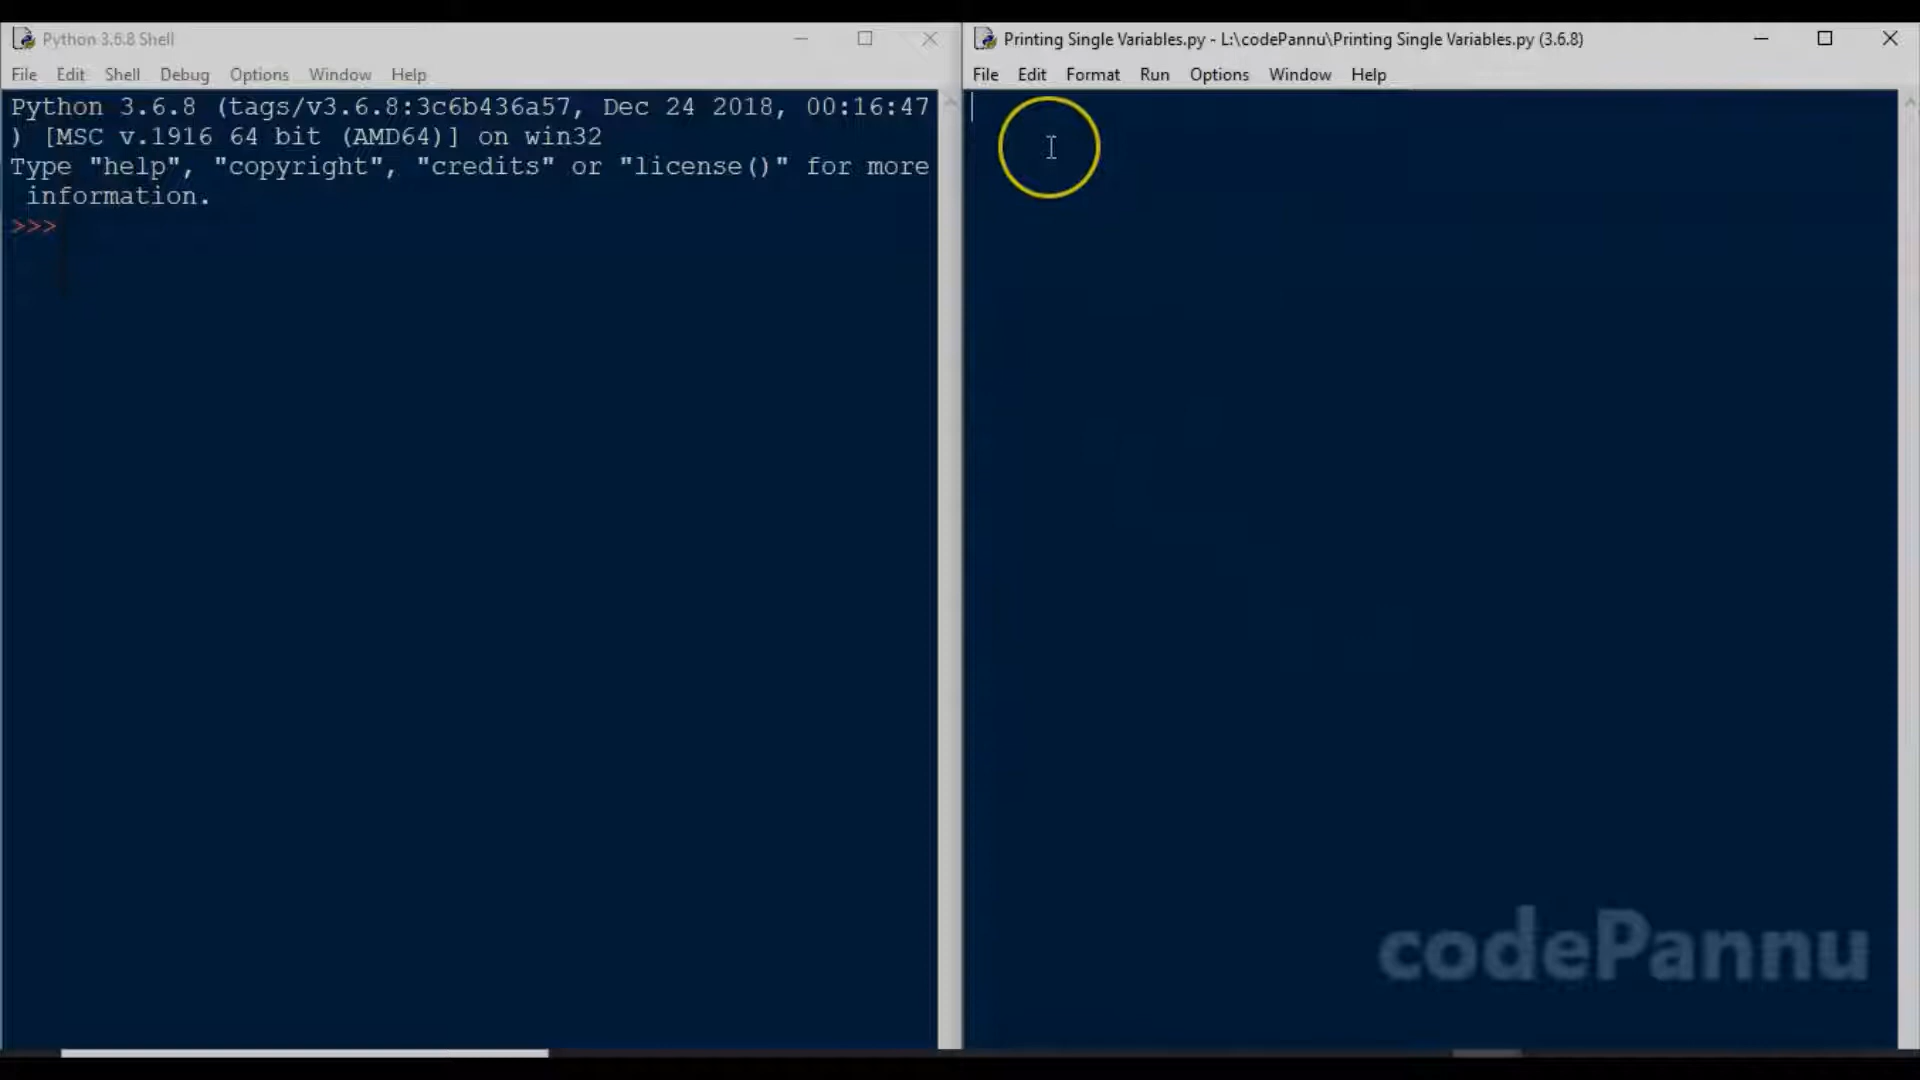 Python 3.6.8 Shell
File Edit Shell Debug Options Window Help
Python 3.6.8 (tags/v3.6.8:3c6b436a57, Dec 24 2018, 00:16:47
) [MSC v.1916 64 bit (AMD64)] on win32
Type "help", "copyright", "credits" or "license()" for more
information.
>>>
Printing Single Variables.py - L:\codePannu\Printing Single Variables.py (3.6.8)
File Edit Format Run Options Window Help
codePannu